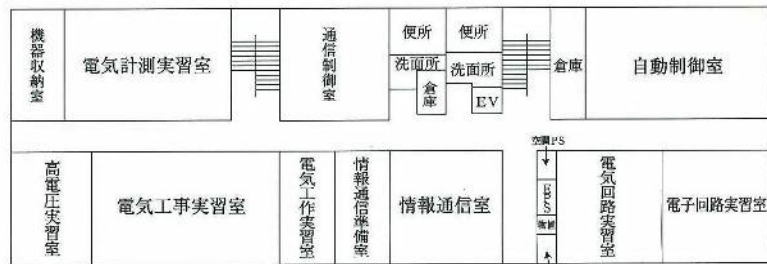 機器収納室
電気計測実習室
通信制御室
便所
便所
洗面所
洗面所
倉庫
EV
倉庫
自動制御室
空調PS
高電圧実習室
電気工事実習室
電気工作実習室
情報通信準備室
情報通信室
EPS
電気回路実習室
電子回路実習室